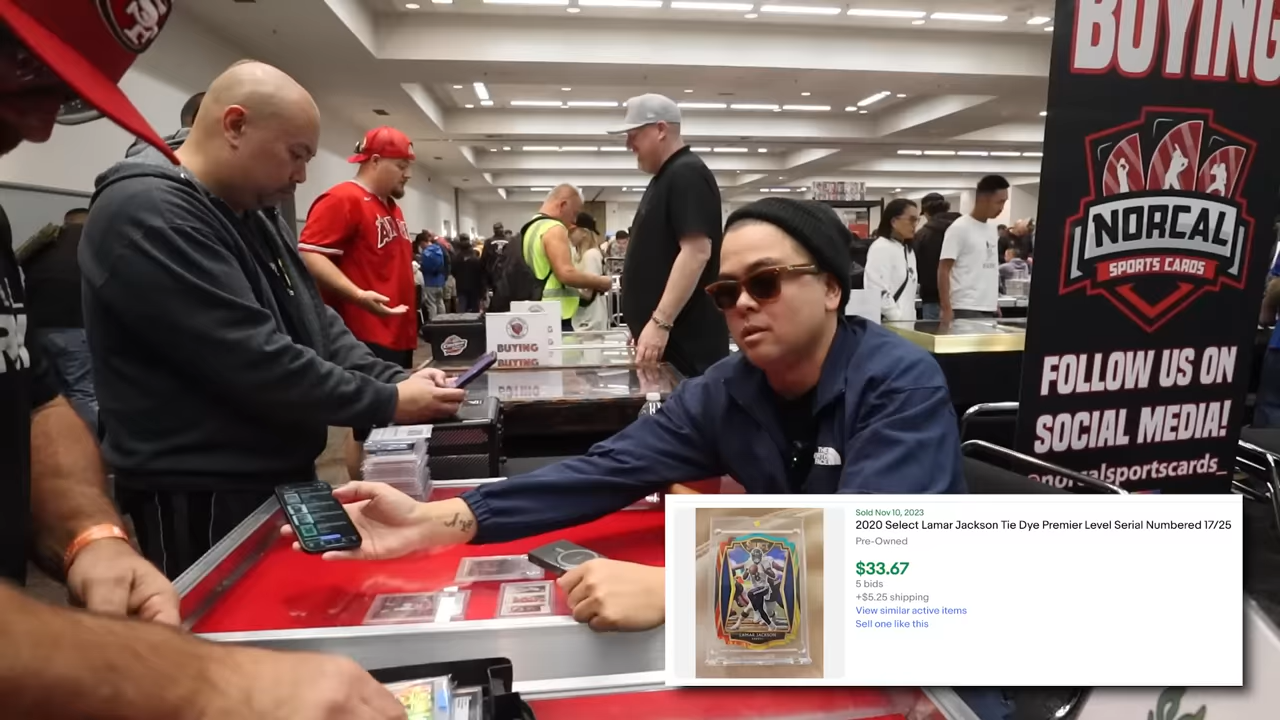 BUYING
NORCAL
SPORTS CARDS
FOLLOW US ON
SOCIAL MEDIA!
@norcalsportscards_
BUYING
BUYING
THE
NORTH
FACE
Sold Nov 10, 2023
2020 Select Lamar Jackson Tie Dye Premier Level Serial Numbered 17/25
Pre-Owned
$33.67
5 bids
+$5.25 shipping
View similar active items
Sell one like this
LAMAR JACKSON